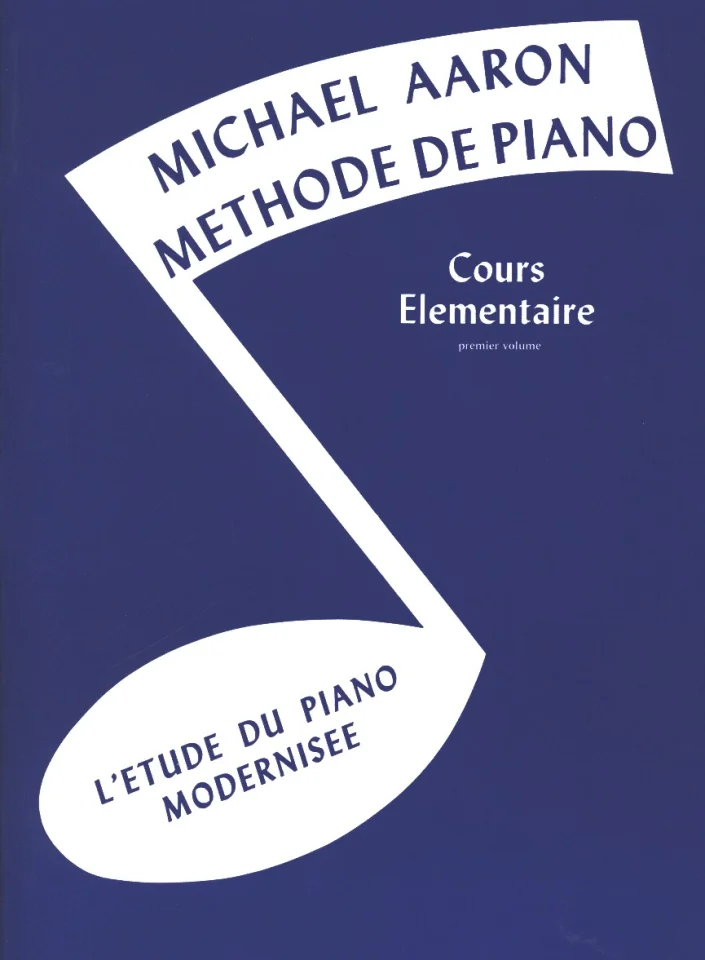 MICHAEL AARON
METHODE DE PIANO
Cours
Elementaire
premier volume
L'ETUDE DU PIANO
MODERNISEE